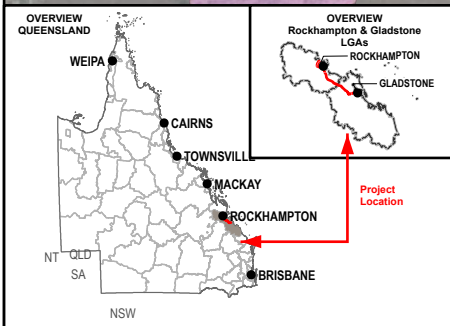 OVERVIEW
QUEENSLAND
WEIPA
CAIRNS
TOWNSVILLE
MACKAY
ROCKHAMPTON
BRISBANE
NT
QLD
SA
NSW
OVERVIEW
Rockhampton & Gladstone
LGAs
ROCKHAMPTON
GLADSTONE
Project
Location